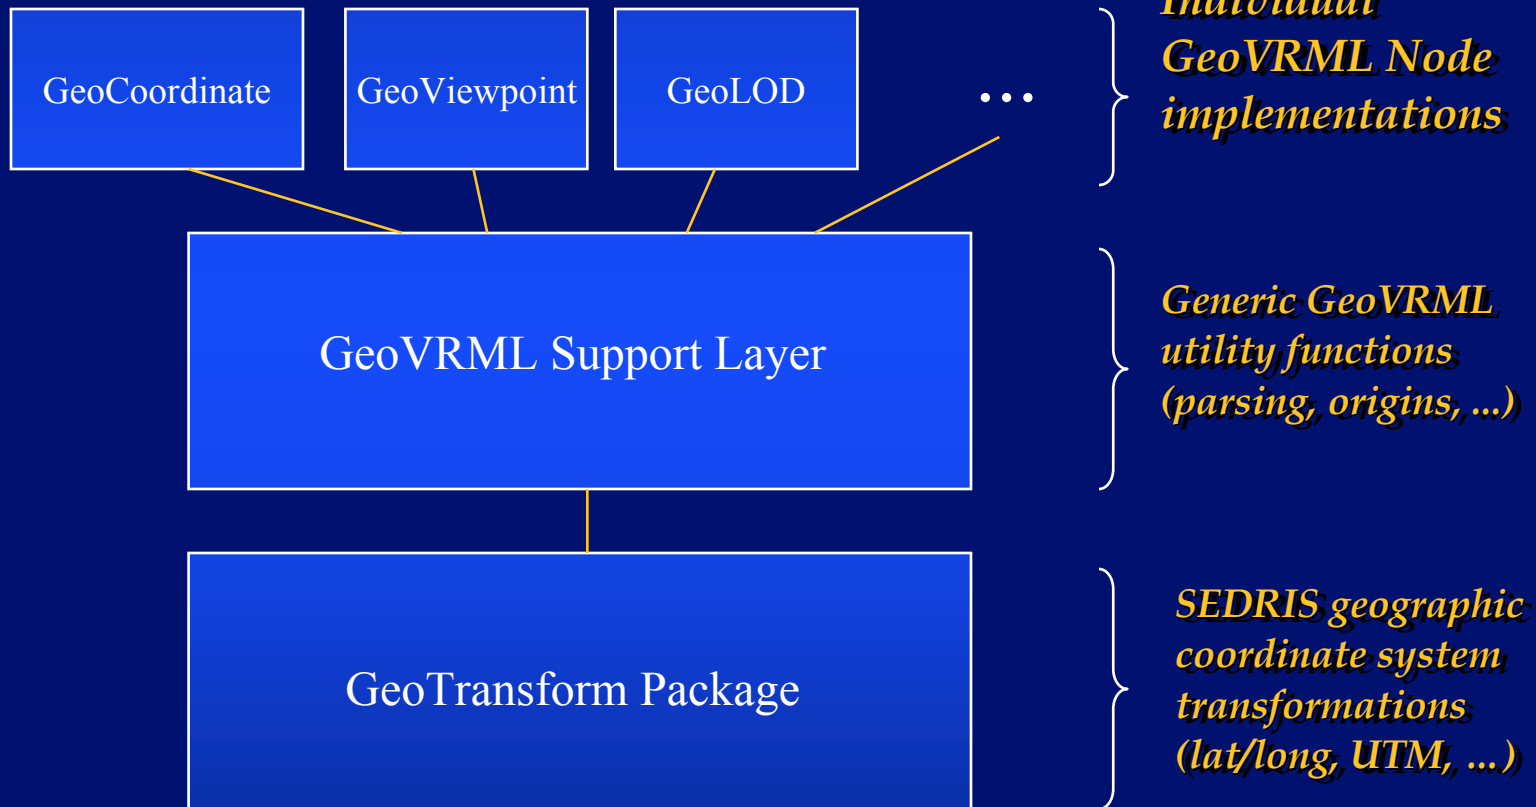 GeoCoordinate
GeoViewpoint
GeoLOD
...
GeoVRML Node
implementations
GeoVRML Support Layer
Generic GeoVRML
utility functions
(parsing, origins, ...)
GeoTransform Package
SEDRIS geographic
coordinate system
transformations
(lat/long, UTM, ...)